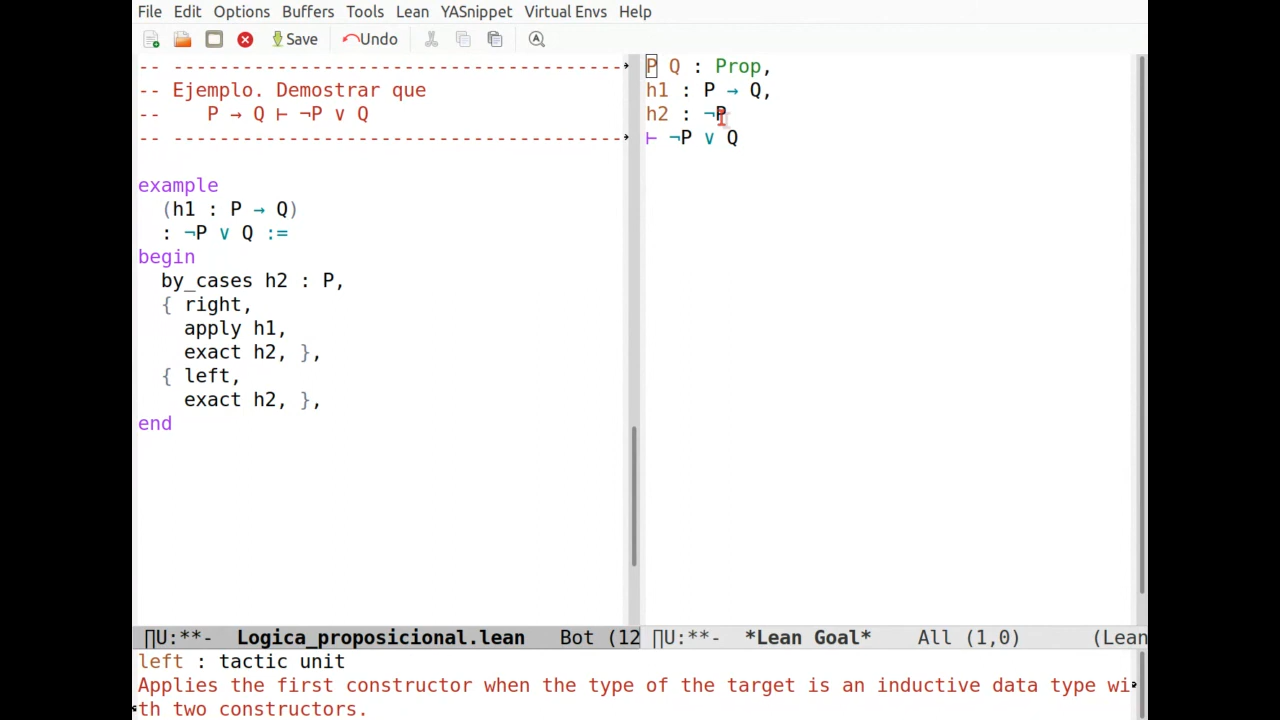 File Edit Options Buffers Tools Lean YASnippet Virtual Envs Help
Save Undo
-- ---------------------------------------
-- Ejemplo. Demostrar que
--    P → Q ⊢ ¬P ∨ Q
-- ---------------------------------------
example
(h1 : P → Q)
: ¬P ∨ Q :=
begin
by_cases h2 : P,
{ right,
apply h1,
exact h2, },
{ left,
exact h2, },
end
P Q : Prop,
h1 : P → Q,
h2 : ¬P
⊢ ¬P ∨ Q
∏U:**-  Logica_proposicional.lean   Bot (12
∏U:**-  *Lean Goal*    All (1,0)      (Lean
left : tactic unit
Applies the first constructor when the type of the target is an inductive data type wi
th two constructors.